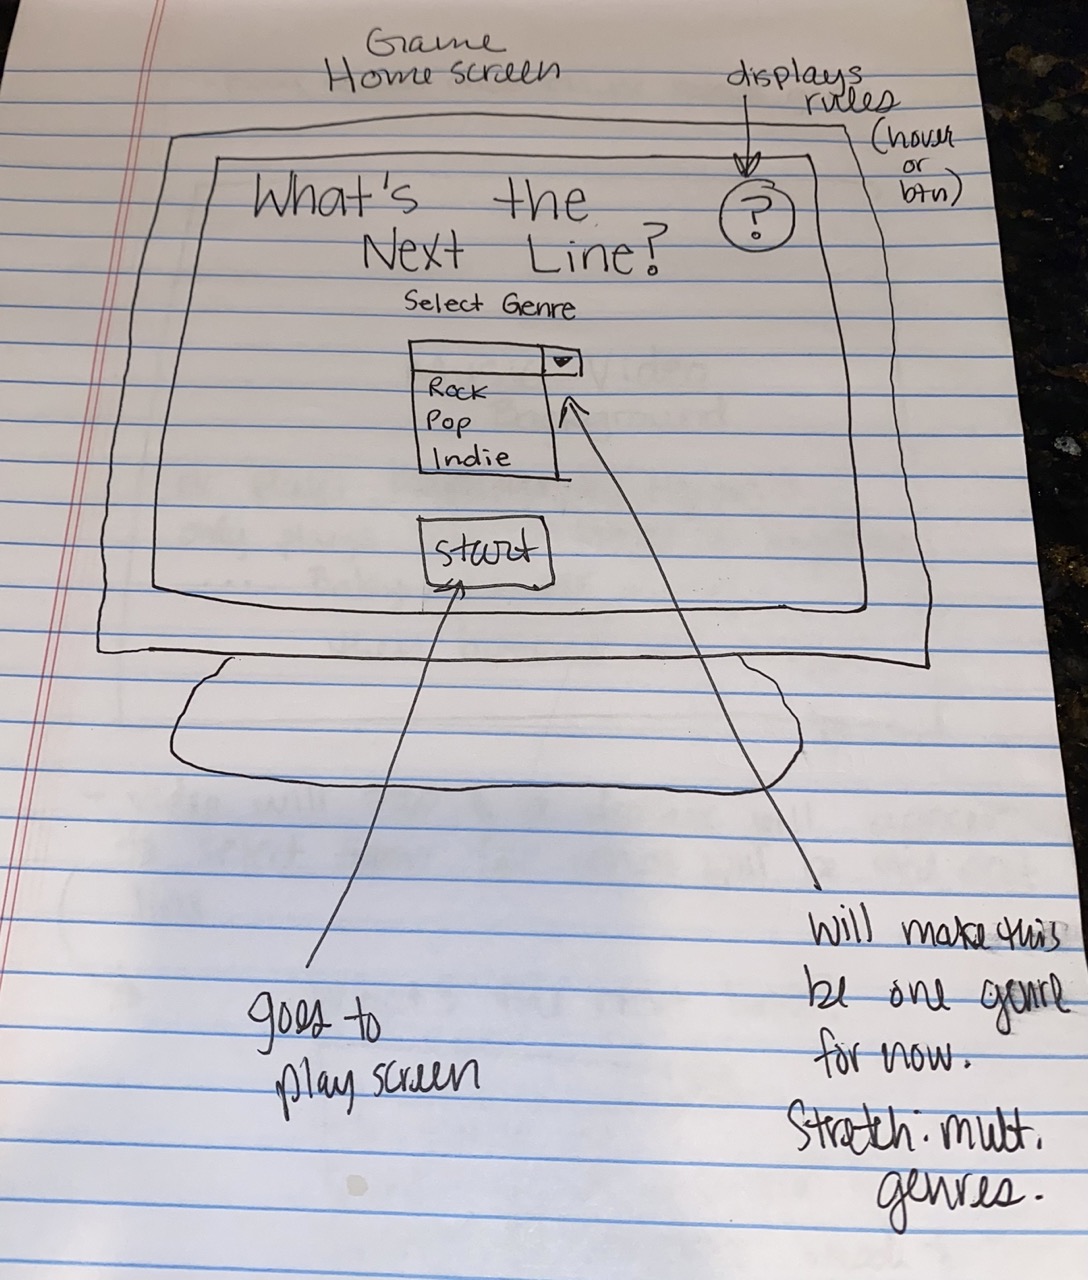 Game
Home screen
displays
rules
(hover
or
btn)
What's the
Next Line?
?
Select Genre
Rock
Pop
Indie
start
goes to
play screen
Will make this
be one genre
for now.
Stretch: mult.
genres.